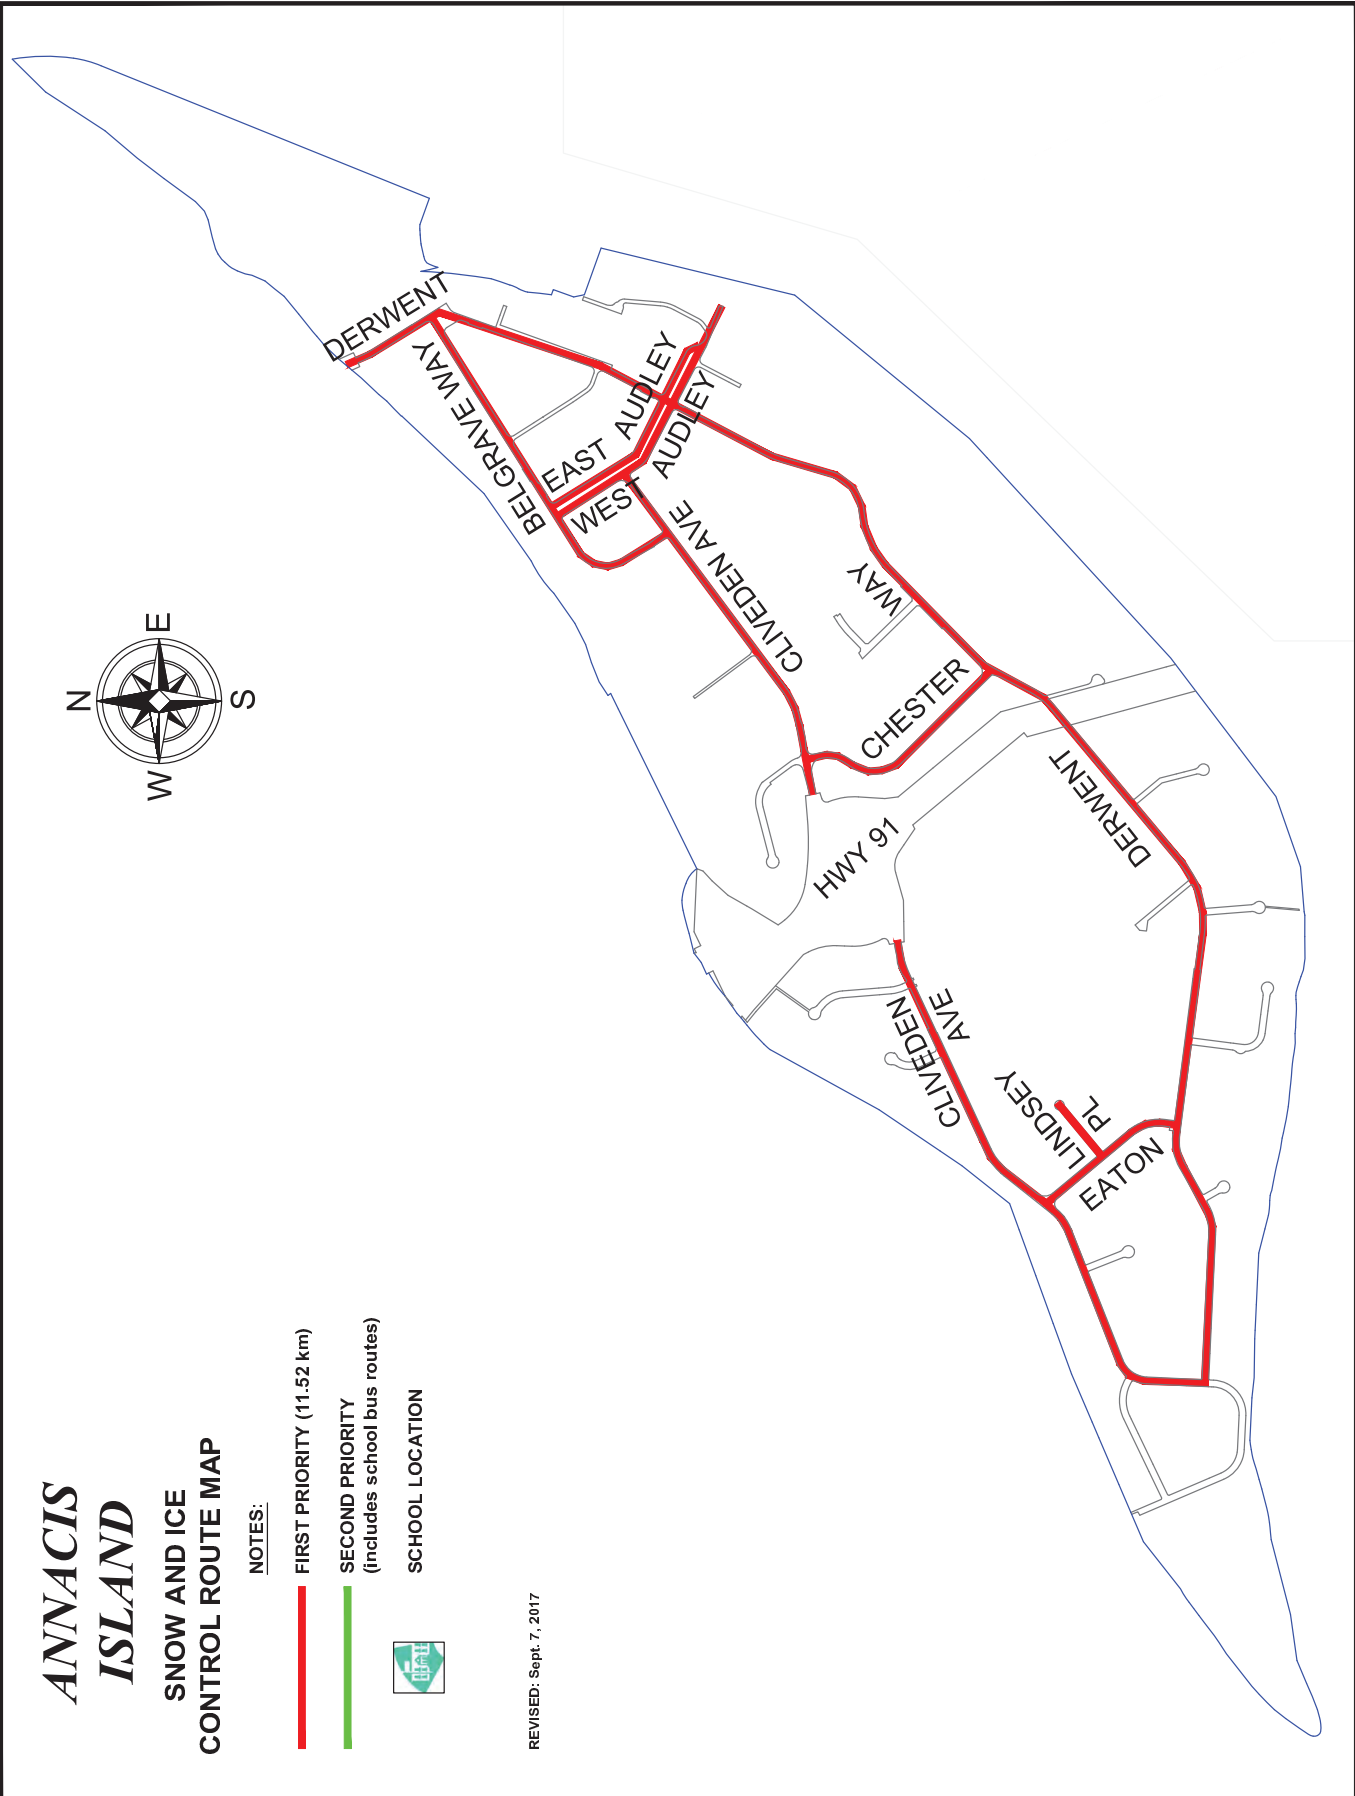 ANNACIS
ISLAND
SNOW AND ICE
CONTROL ROUTE MAP
NOTES:
FIRST PRIORITY (11.52 km)
SECOND PRIORITY
(includes school bus routes)
SCHOOL LOCATION
REVISED: Sept. 7, 2017
N
E
S
W
DERWENT
BELGRAVE WAY
EAST AUDLEY
WEST AUDLEY
CLIVEDEN AVE
WAY
CHESTER
HWY 91
DERWENT
CLIVEDEN
AVE
LINDSEY
PL
EATON